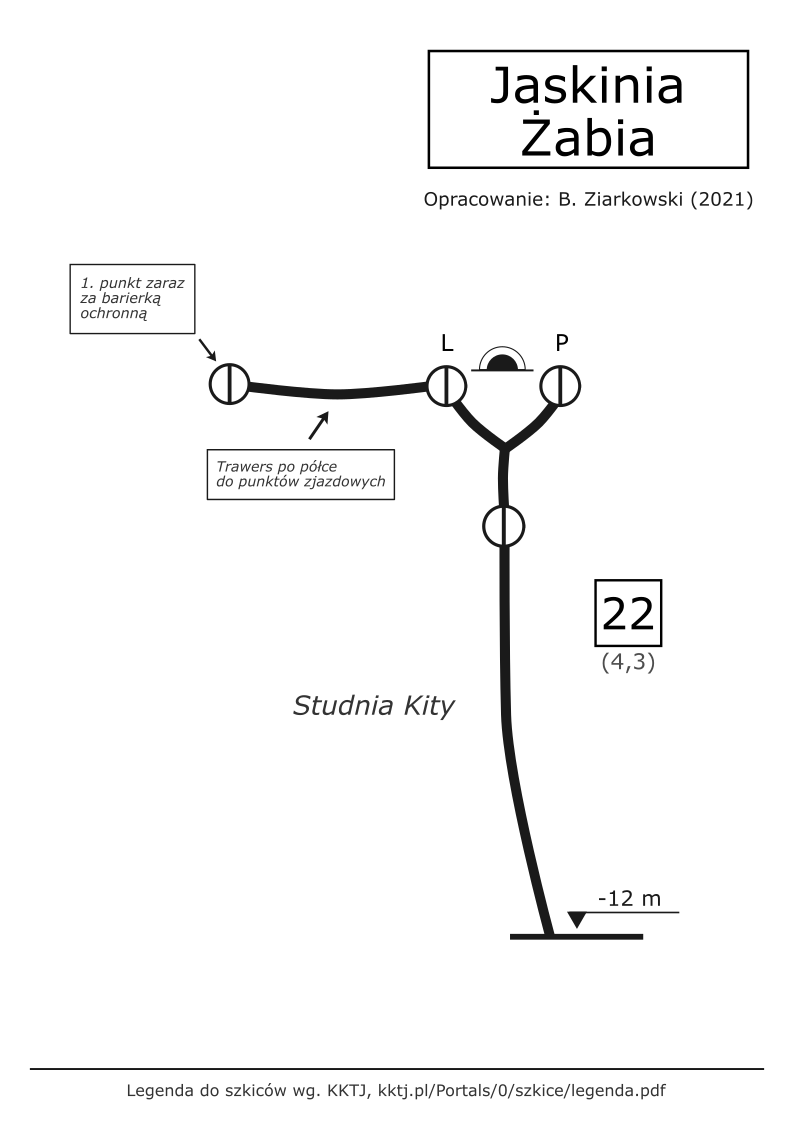 Jaskinia
Żabia
Opracowanie: B. Ziarkowski (2021)
1. punkt zaraz
za barierką
ochronną
L
P
Trawers po półce
do punktów zjazdowych
22
(4,3)
Studnia Kity
-12 m
Legenda do szkiców wg. KKTJ, kktj.pl/Portals/0/szkice/legenda.pdf